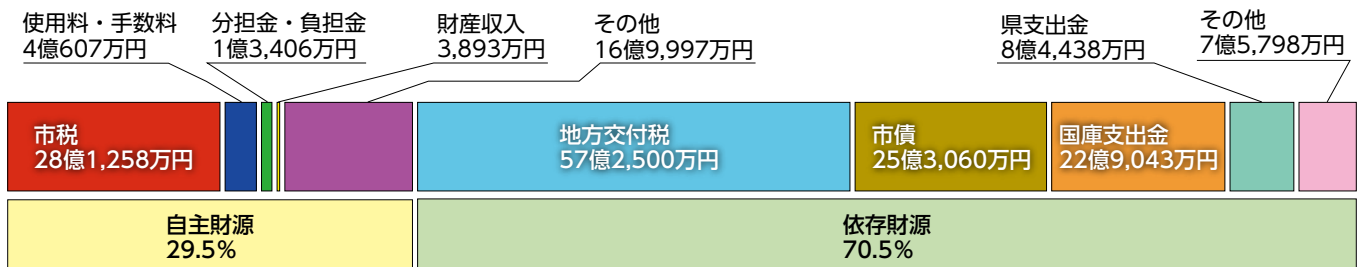 使用料・手数料
4億607万円
分担金・負担金
1億3,406万円
財産収入
3,893万円
その他
16億9,997万円
県支出金
8億4,438万円
その他
7億5,798万円
市税
28億1,258万円
地方交付税
57億2,500万円
市債
25億3,060万円
国庫支出金
22億9,043万円
自主財源
29.5%
依存財源
70.5%